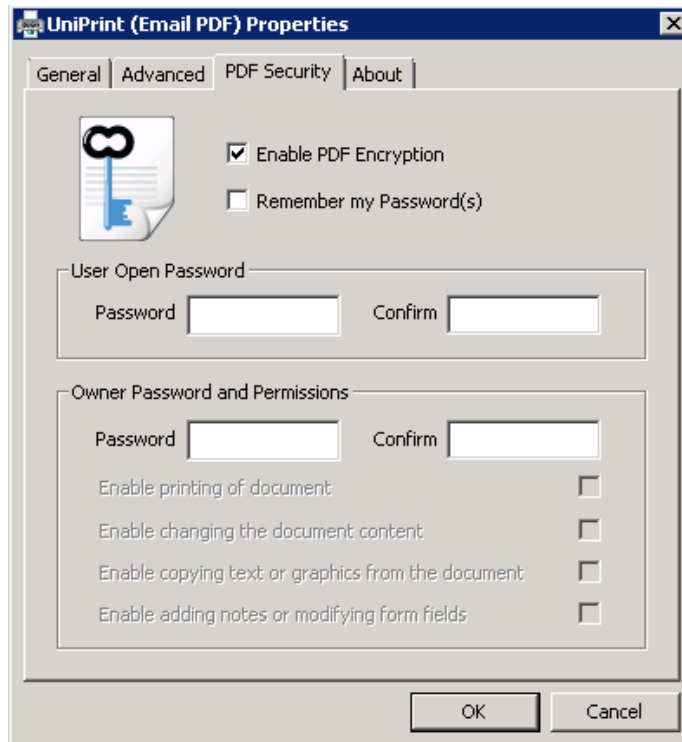 UniPrint (Email PDF) Properties
General Advanced PDF Security About
Enable PDF Encryption
Remember my Password(s)
User Open Password
Password Confirm
Owner Password and Permissions
Password Confirm
Enable printing of document
Enable changing the document content
Enable copying text or graphics from the document
Enable adding notes or modifying form fields
OK Cancel